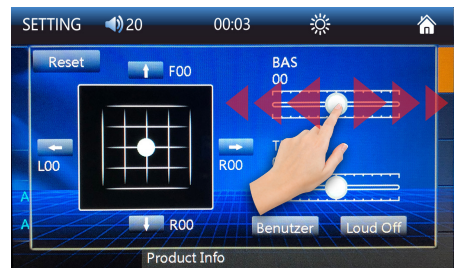 SETTING 20 00:03
Reset
F00
BAS
00
L00
R00
R00
Benutzer
Loud Off
Product Info